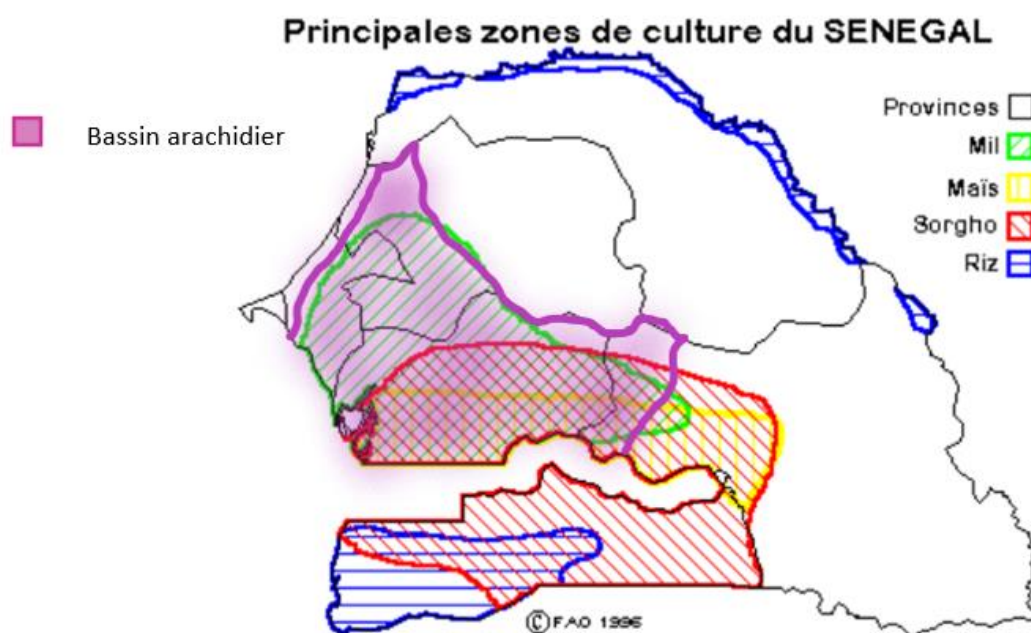 Principales zones de culture du SENEGAL
Bassin arachidier
Provinces
Mil
Maïs
Sorgho
Riz
©FAO 1996